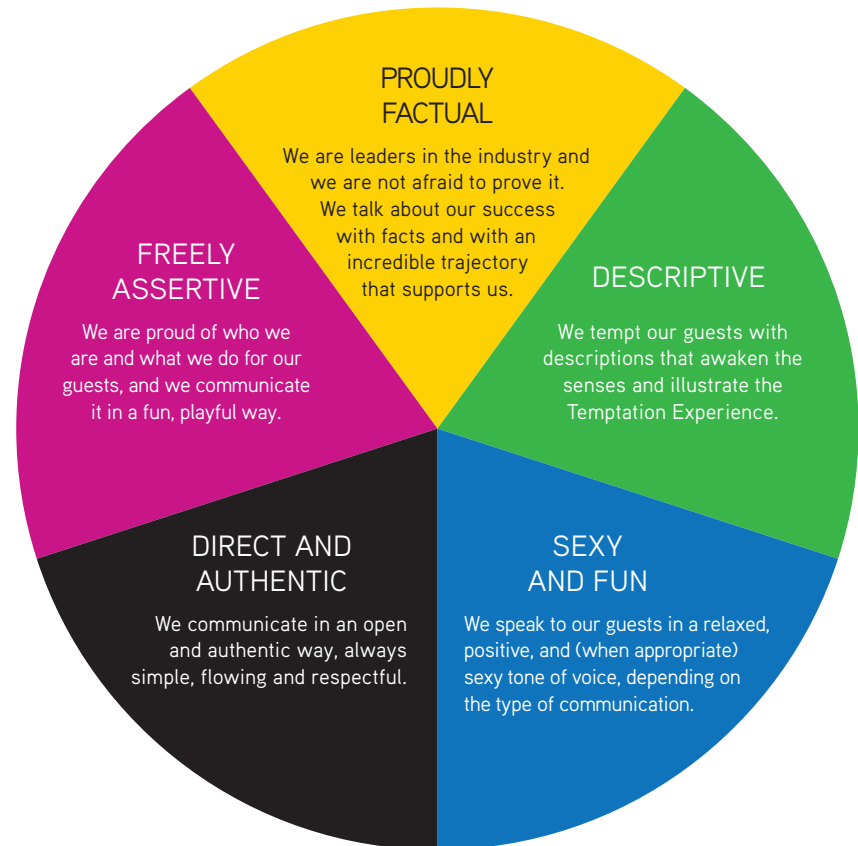 PROUDLY
FACTUAL
We are leaders in the industry and
we are not afraid to prove it.
We talk about our success
with facts and with an
incredible trajectory
that supports us.
DESCRIPTIVE
We tempt our guests with
descriptions that awaken the
senses and illustrate the
Temptation Experience.
SEXY
AND FUN
We speak to our guests in a relaxed,
positive, and (when appropriate)
sexy tone of voice, depending on
the type of communication.
DIRECT AND
AUTHENTIC
We communicate in an open
and authentic way, always
simple, flowing and respectful.
FREELY
ASSERTIVE
We are proud of who we
are and what we do for our
guests, and we communicate
it in a fun, playful way.